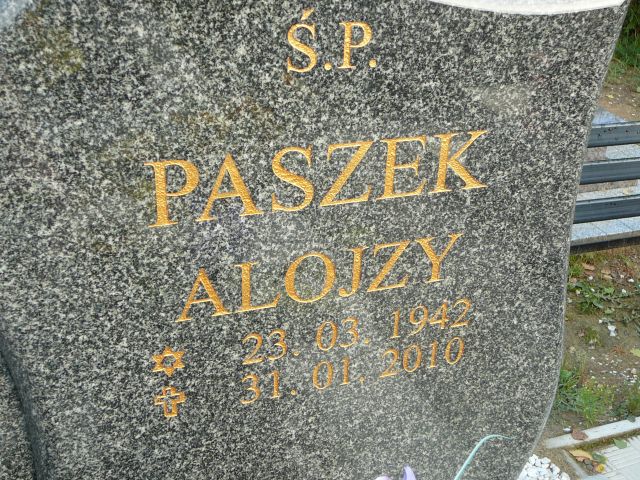 Ś.P.
PASZEK
ALOJZY
✡ 23. 03. 1942
✝ 31. 01. 2010